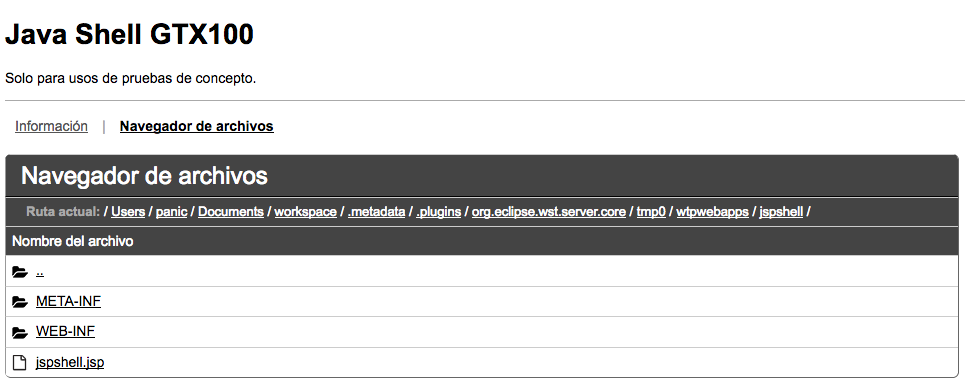 Java Shell GTX100
Solo para usos de pruebas de concepto.
Información | Navegador de archivos
Navegador de archivos
Ruta actual: / Users / panic / Documents / workspace / .metadata / .plugins / org.eclipse.wst.server.core / tmp0 / wtpwebapps / jspshell /
Nombre del archivo
..
META-INF
WEB-INF
jspshell.jsp